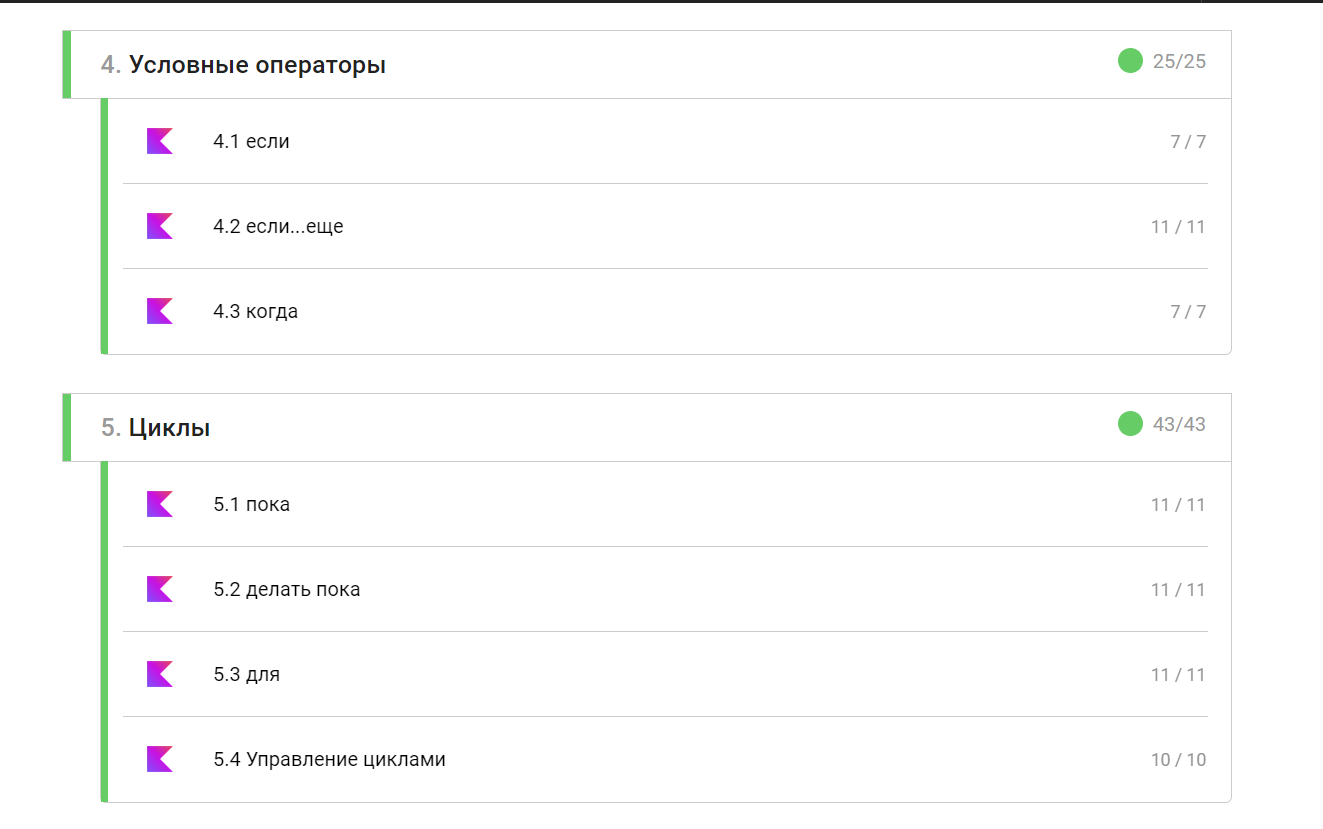 4. Условные операторы 25/25
4.1 если 7 / 7
4.2 если...еще 11 / 11
4.3 когда 7 / 7
5. Циклы 43/43
5.1 пока 11 / 11
5.2 делать пока 11 / 11
5.3 для 11 / 11
5.4 Управление циклами 10 / 10